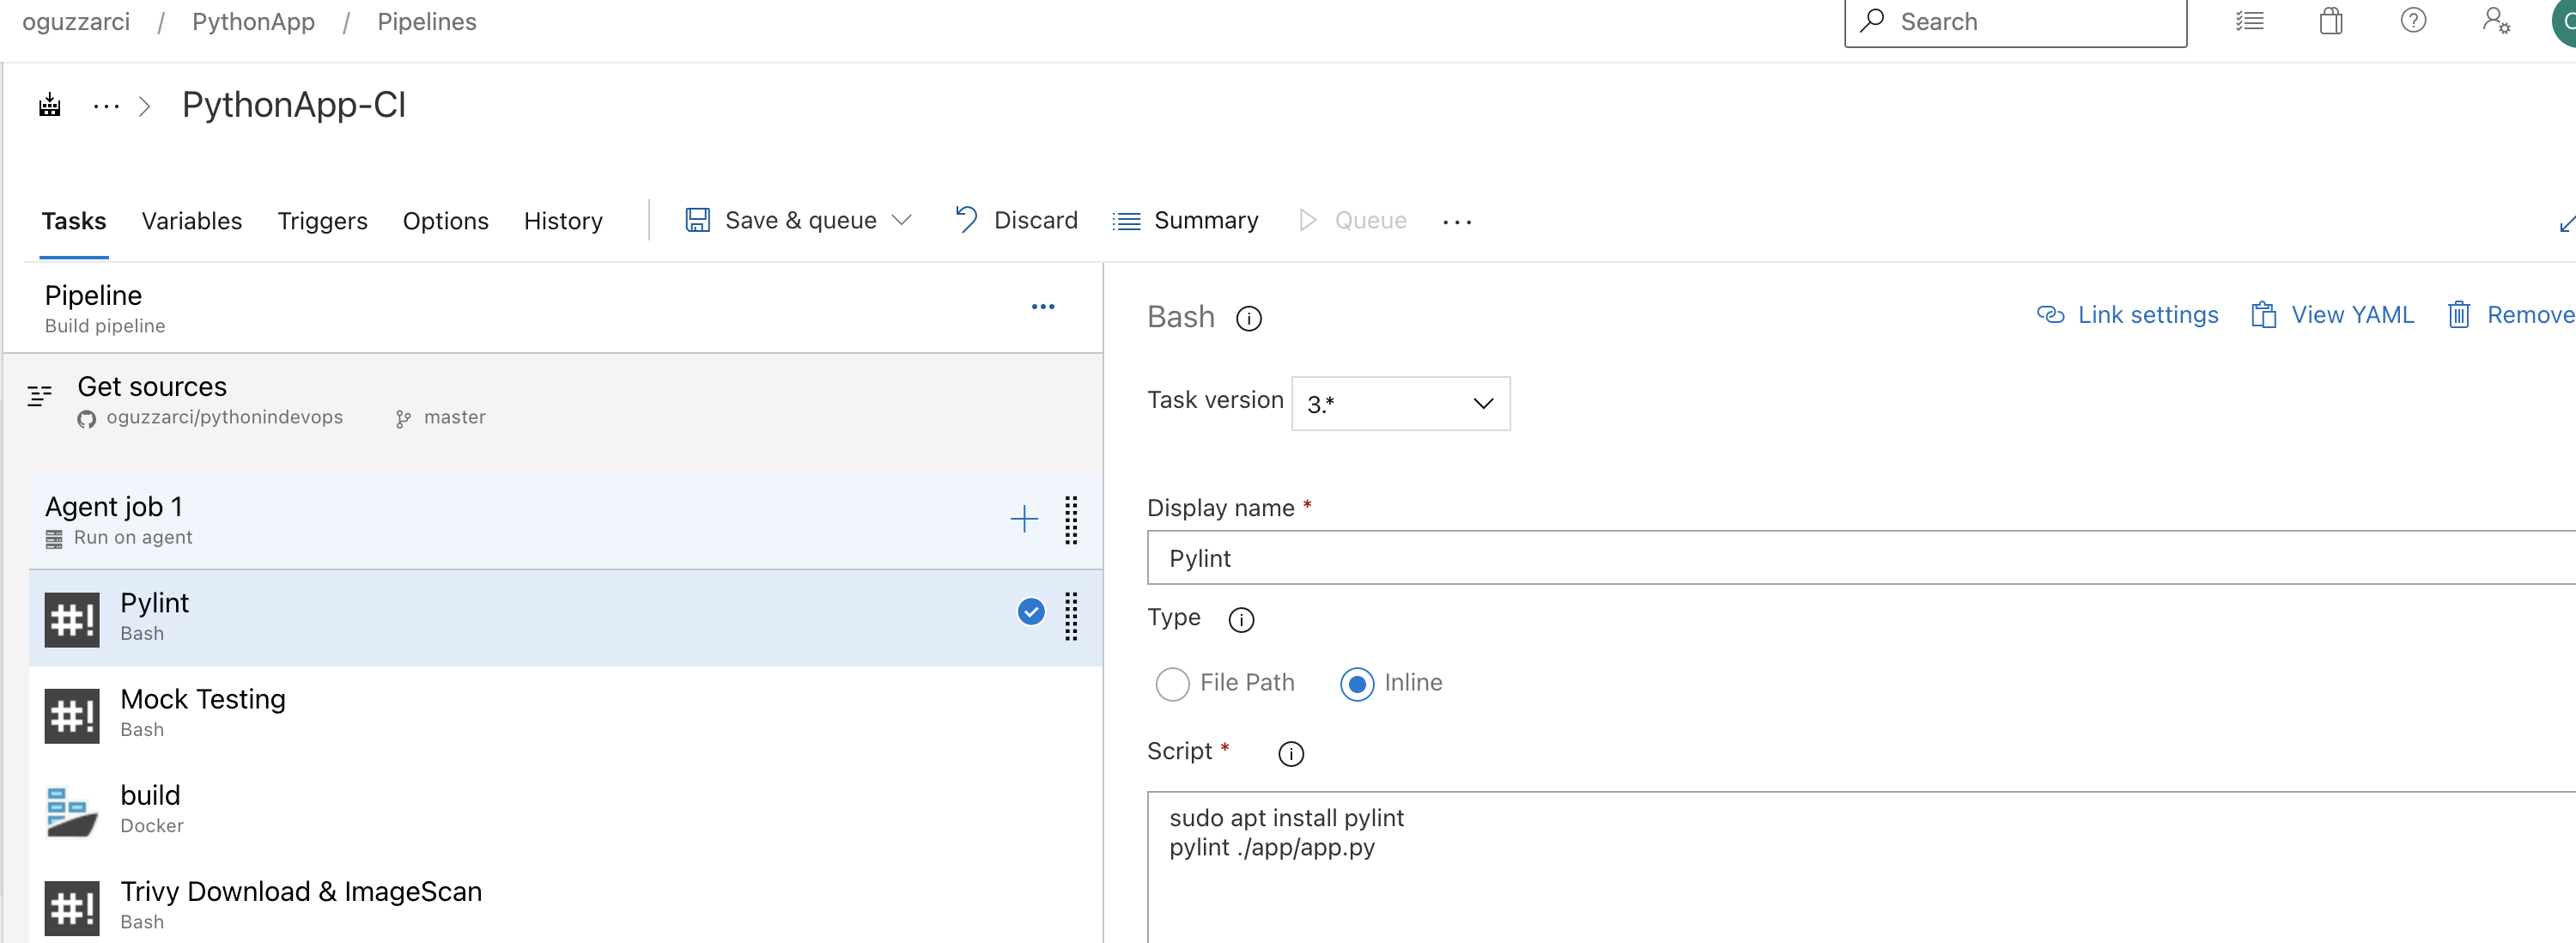 oguzzarci / PythonApp / Pipelines
Search
PythonApp-CI
Tasks Variables Triggers Options History Save & queue Discard Summary Queue ...
Pipeline
Build pipeline
Get sources
oguzzarci/pythonindevops master
Agent job 1
Run on agent
Pylint
Bash
Mock Testing
Bash
build
Docker
Trivy Download & ImageScan
Bash
Bash
Link settings View YAML Remove
Task version 3.*
Display name *
Pylint
Type
File Path Inline
Script *
sudo apt install pylint
pylint ./app/app.py